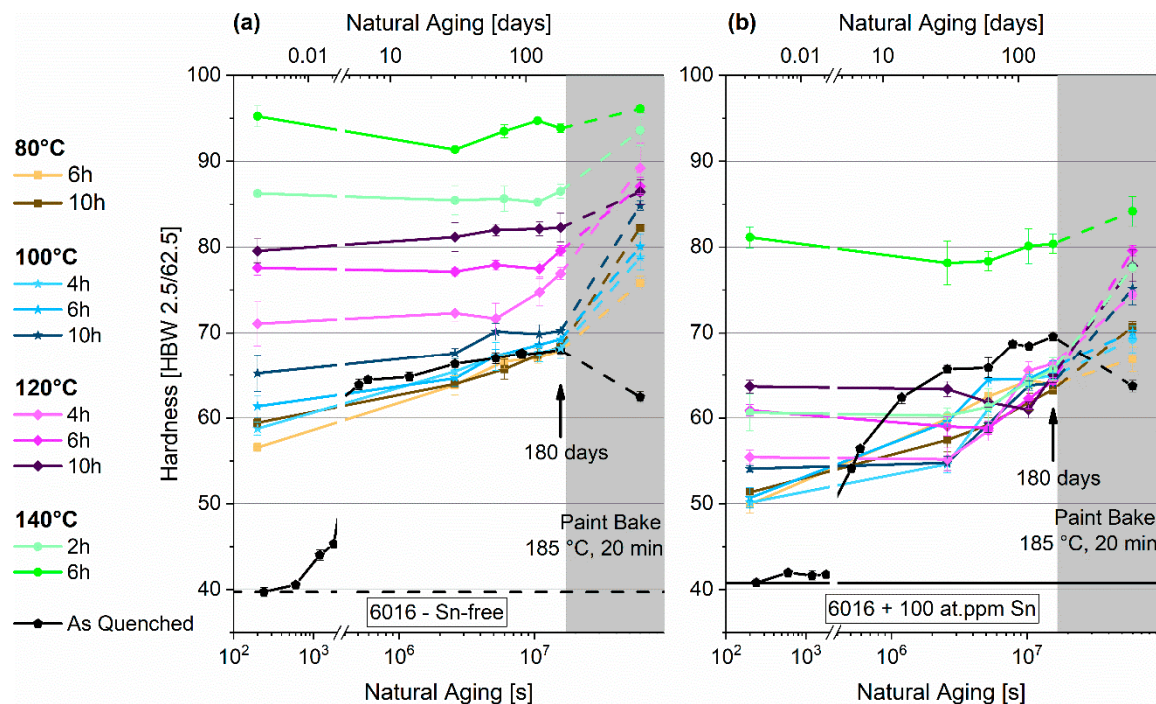 (a) Natural Aging [days]
0.01 10 100
(b) Natural Aging [days]
0.01 10 100
80°C
6h
10h
100°C
4h
6h
10h
120°C
4h
6h
10h
140°C
2h
6h
As Quenched
Hardness [HBW 2.5/62.5]
100
90
80
70
60
50
40
180 days
Paint Bake
185 °C, 20 min
6016 - Sn-free
10² 10³ 10⁶ 10⁷
Natural Aging [s]
100
90
80
70
60
50
40
180 days
Paint Bake
185 °C, 20 min
6016 + 100 at.ppm Sn
10² 10³ 10⁶ 10⁷
Natural Aging [s]